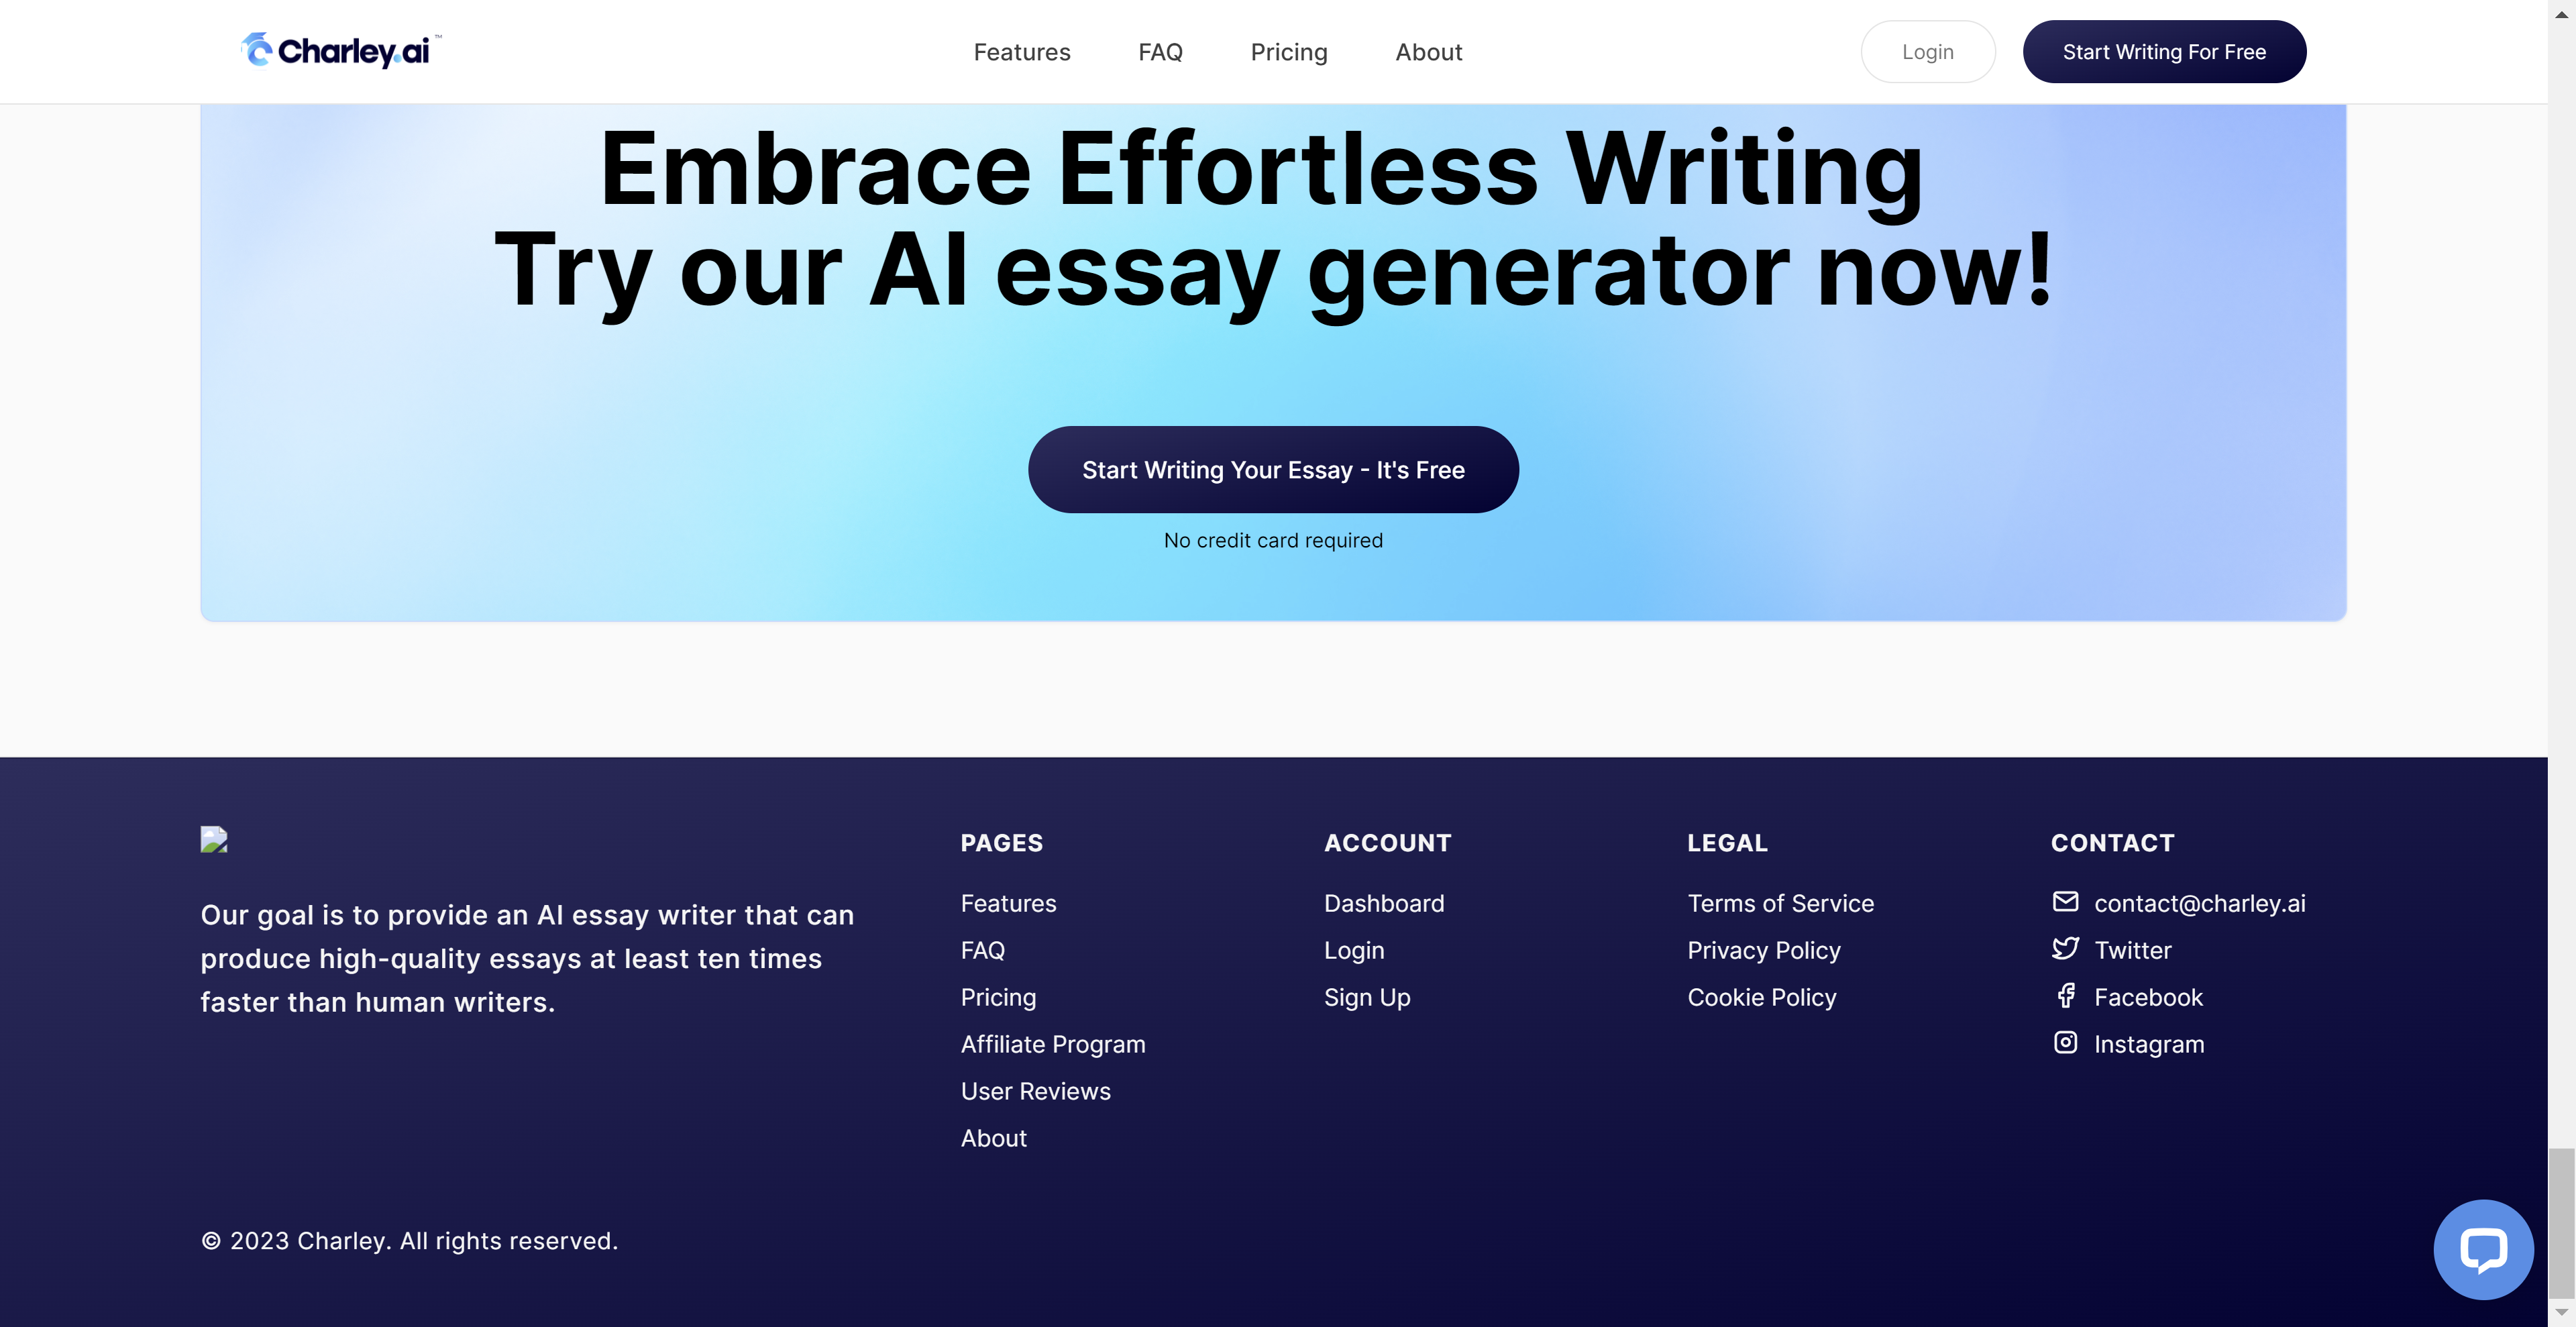 Charley.ai ™
Features
FAQ
Pricing
About
Login
Start Writing For Free
Embrace Effortless Writing
Try our AI essay generator now!
Start Writing Your Essay - It's Free
No credit card required
Our goal is to provide an AI essay writer that can
produce high-quality essays at least ten times
faster than human writers.
PAGES
Features
FAQ
Pricing
Affiliate Program
User Reviews
About
ACCOUNT
Dashboard
Login
Sign Up
LEGAL
Terms of Service
Privacy Policy
Cookie Policy
CONTACT
contact@charley.ai
Twitter
Facebook
Instagram
© 2023 Charley. All rights reserved.